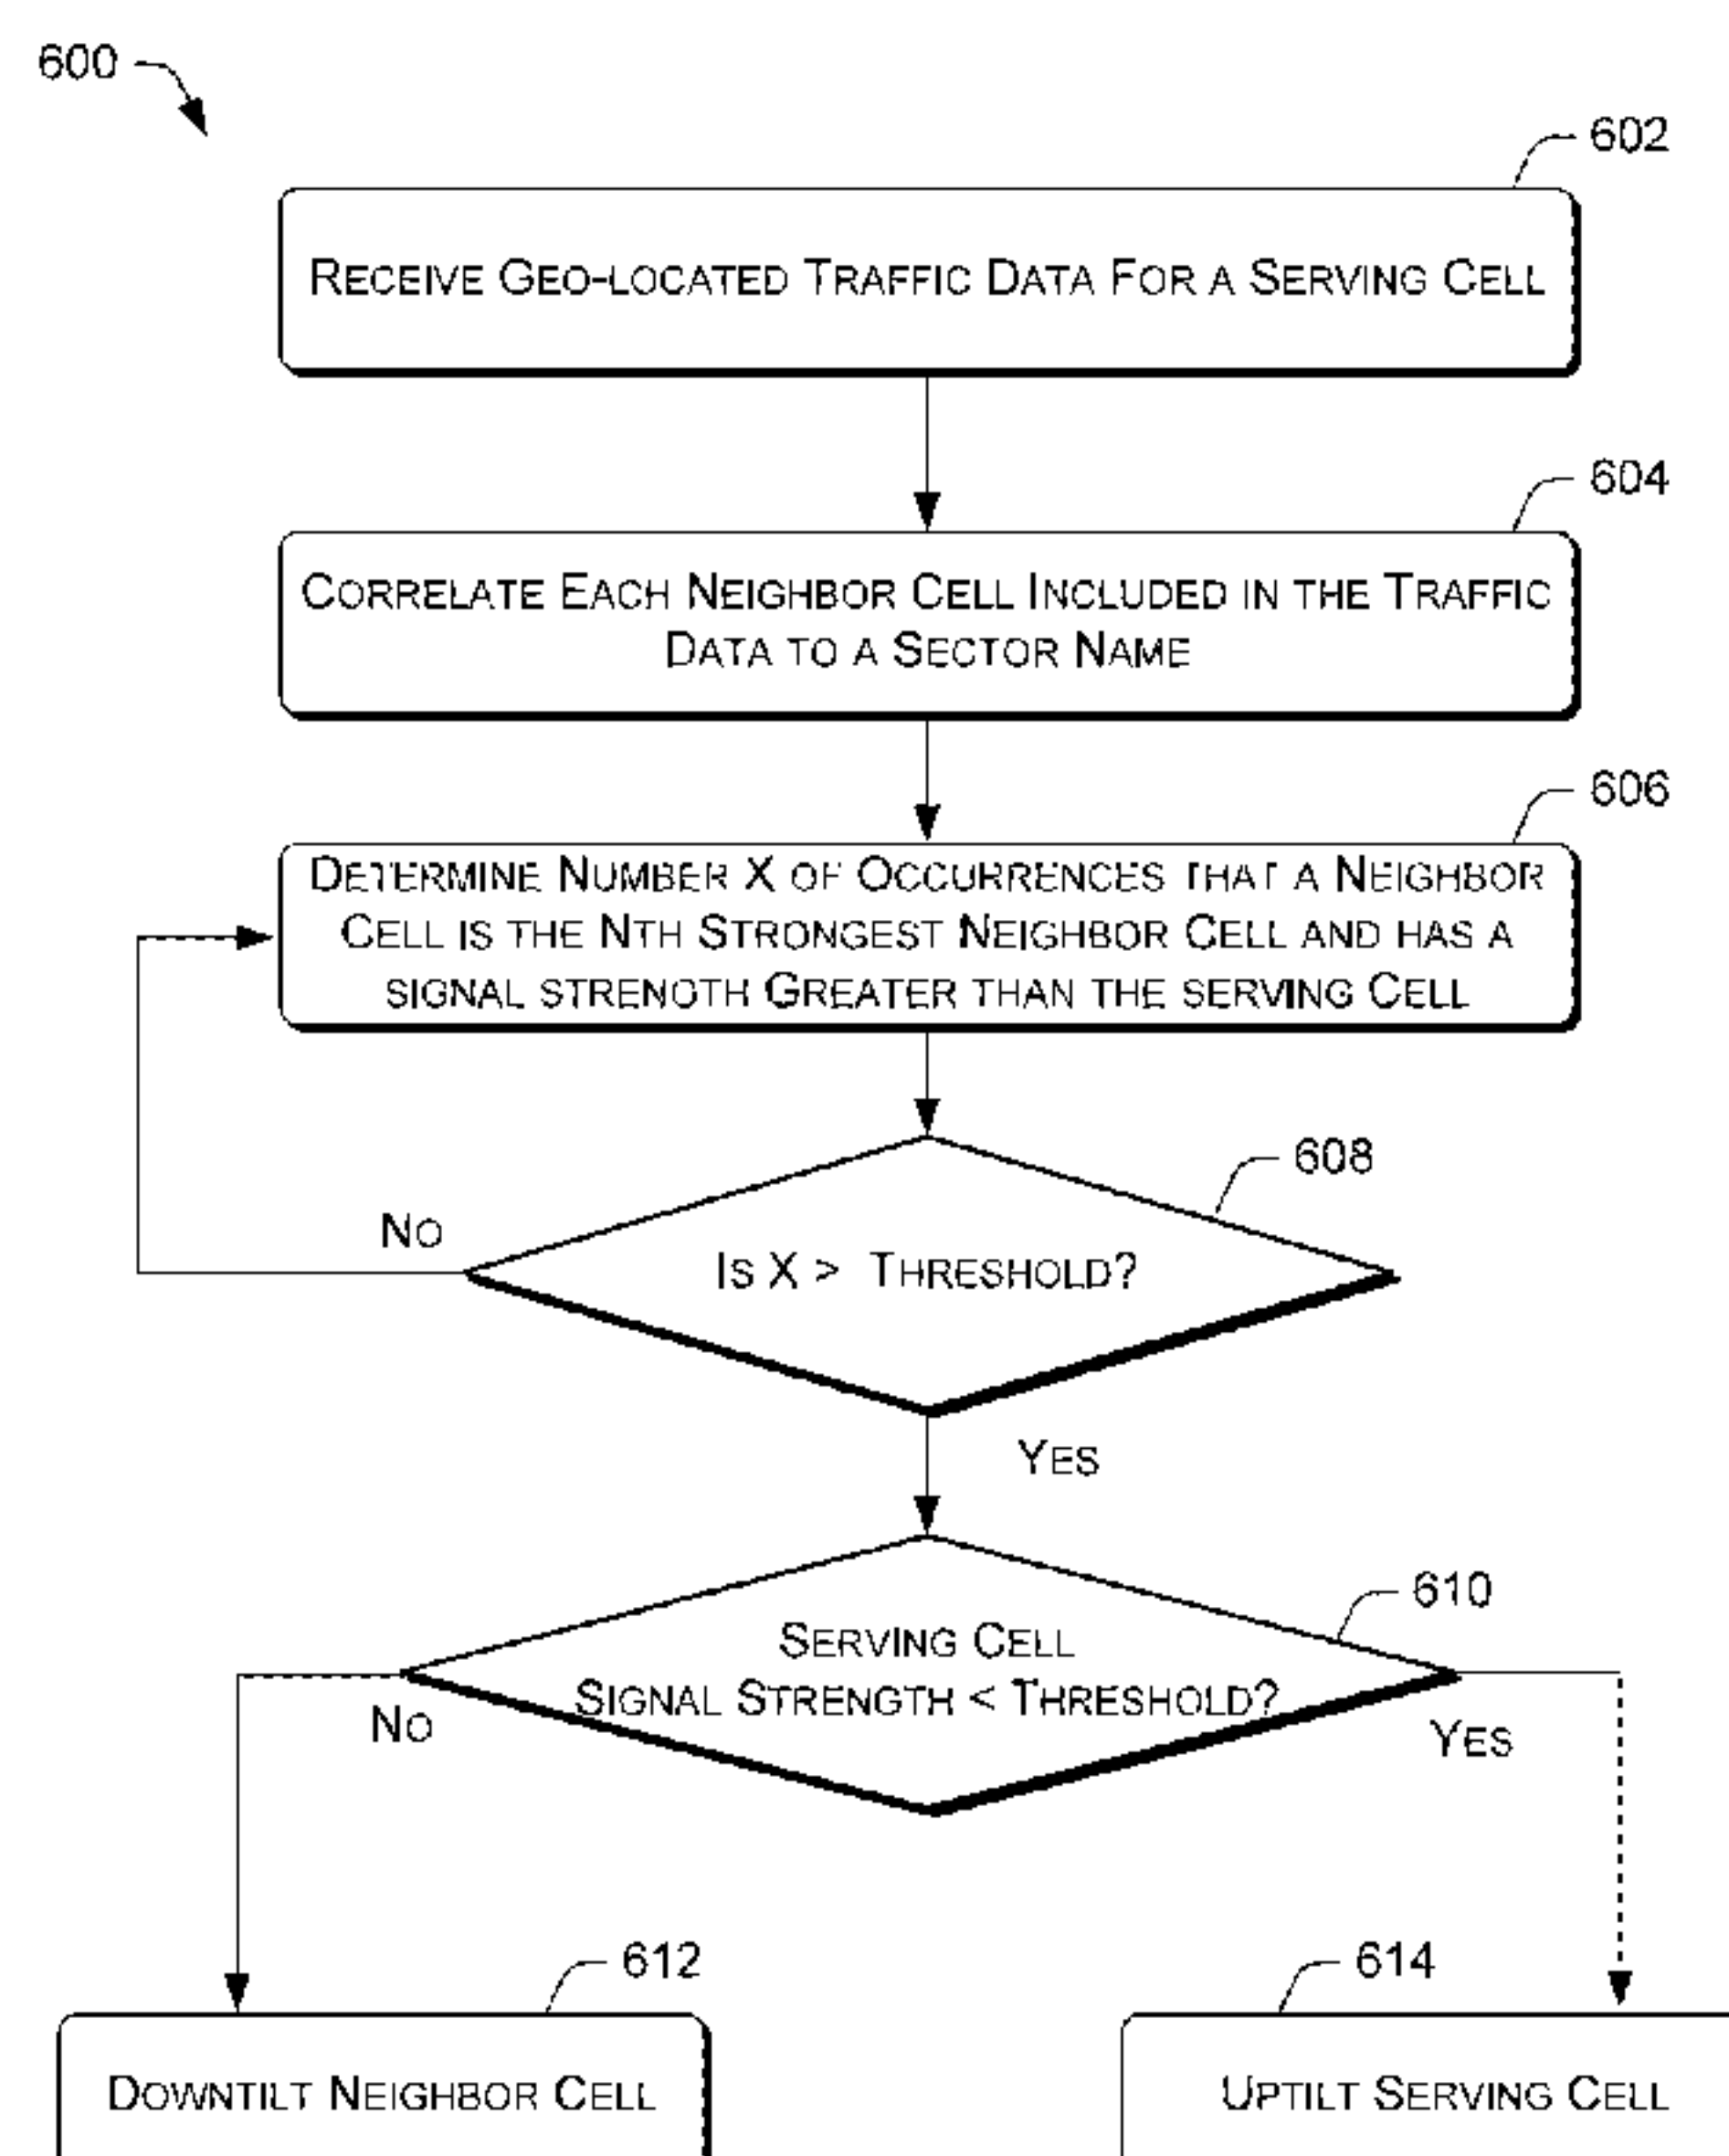 600
602
RECEIVE GEO-LOCATED TRAFFIC DATA FOR A SERVING CELL
604
CORRELATE EACH NEIGHBOR CELL INCLUDED IN THE TRAFFIC
DATA TO A SECTOR NAME
606
DETERMINE NUMBER X OF OCCURRENCES THAT A NEIGHBOR
CELL IS THE NTH STRONGEST NEIGHBOR CELL AND HAS A
SIGNAL STRENGTH GREATER THAN THE SERVING CELL
608
NO
IS X > THRESHOLD?
YES
610
SERVING CELL
SIGNAL STRENGTH < THRESHOLD?
NO
YES
612
614
DOWNTILT NEIGHBOR CELL
UPTILT SERVING CELL